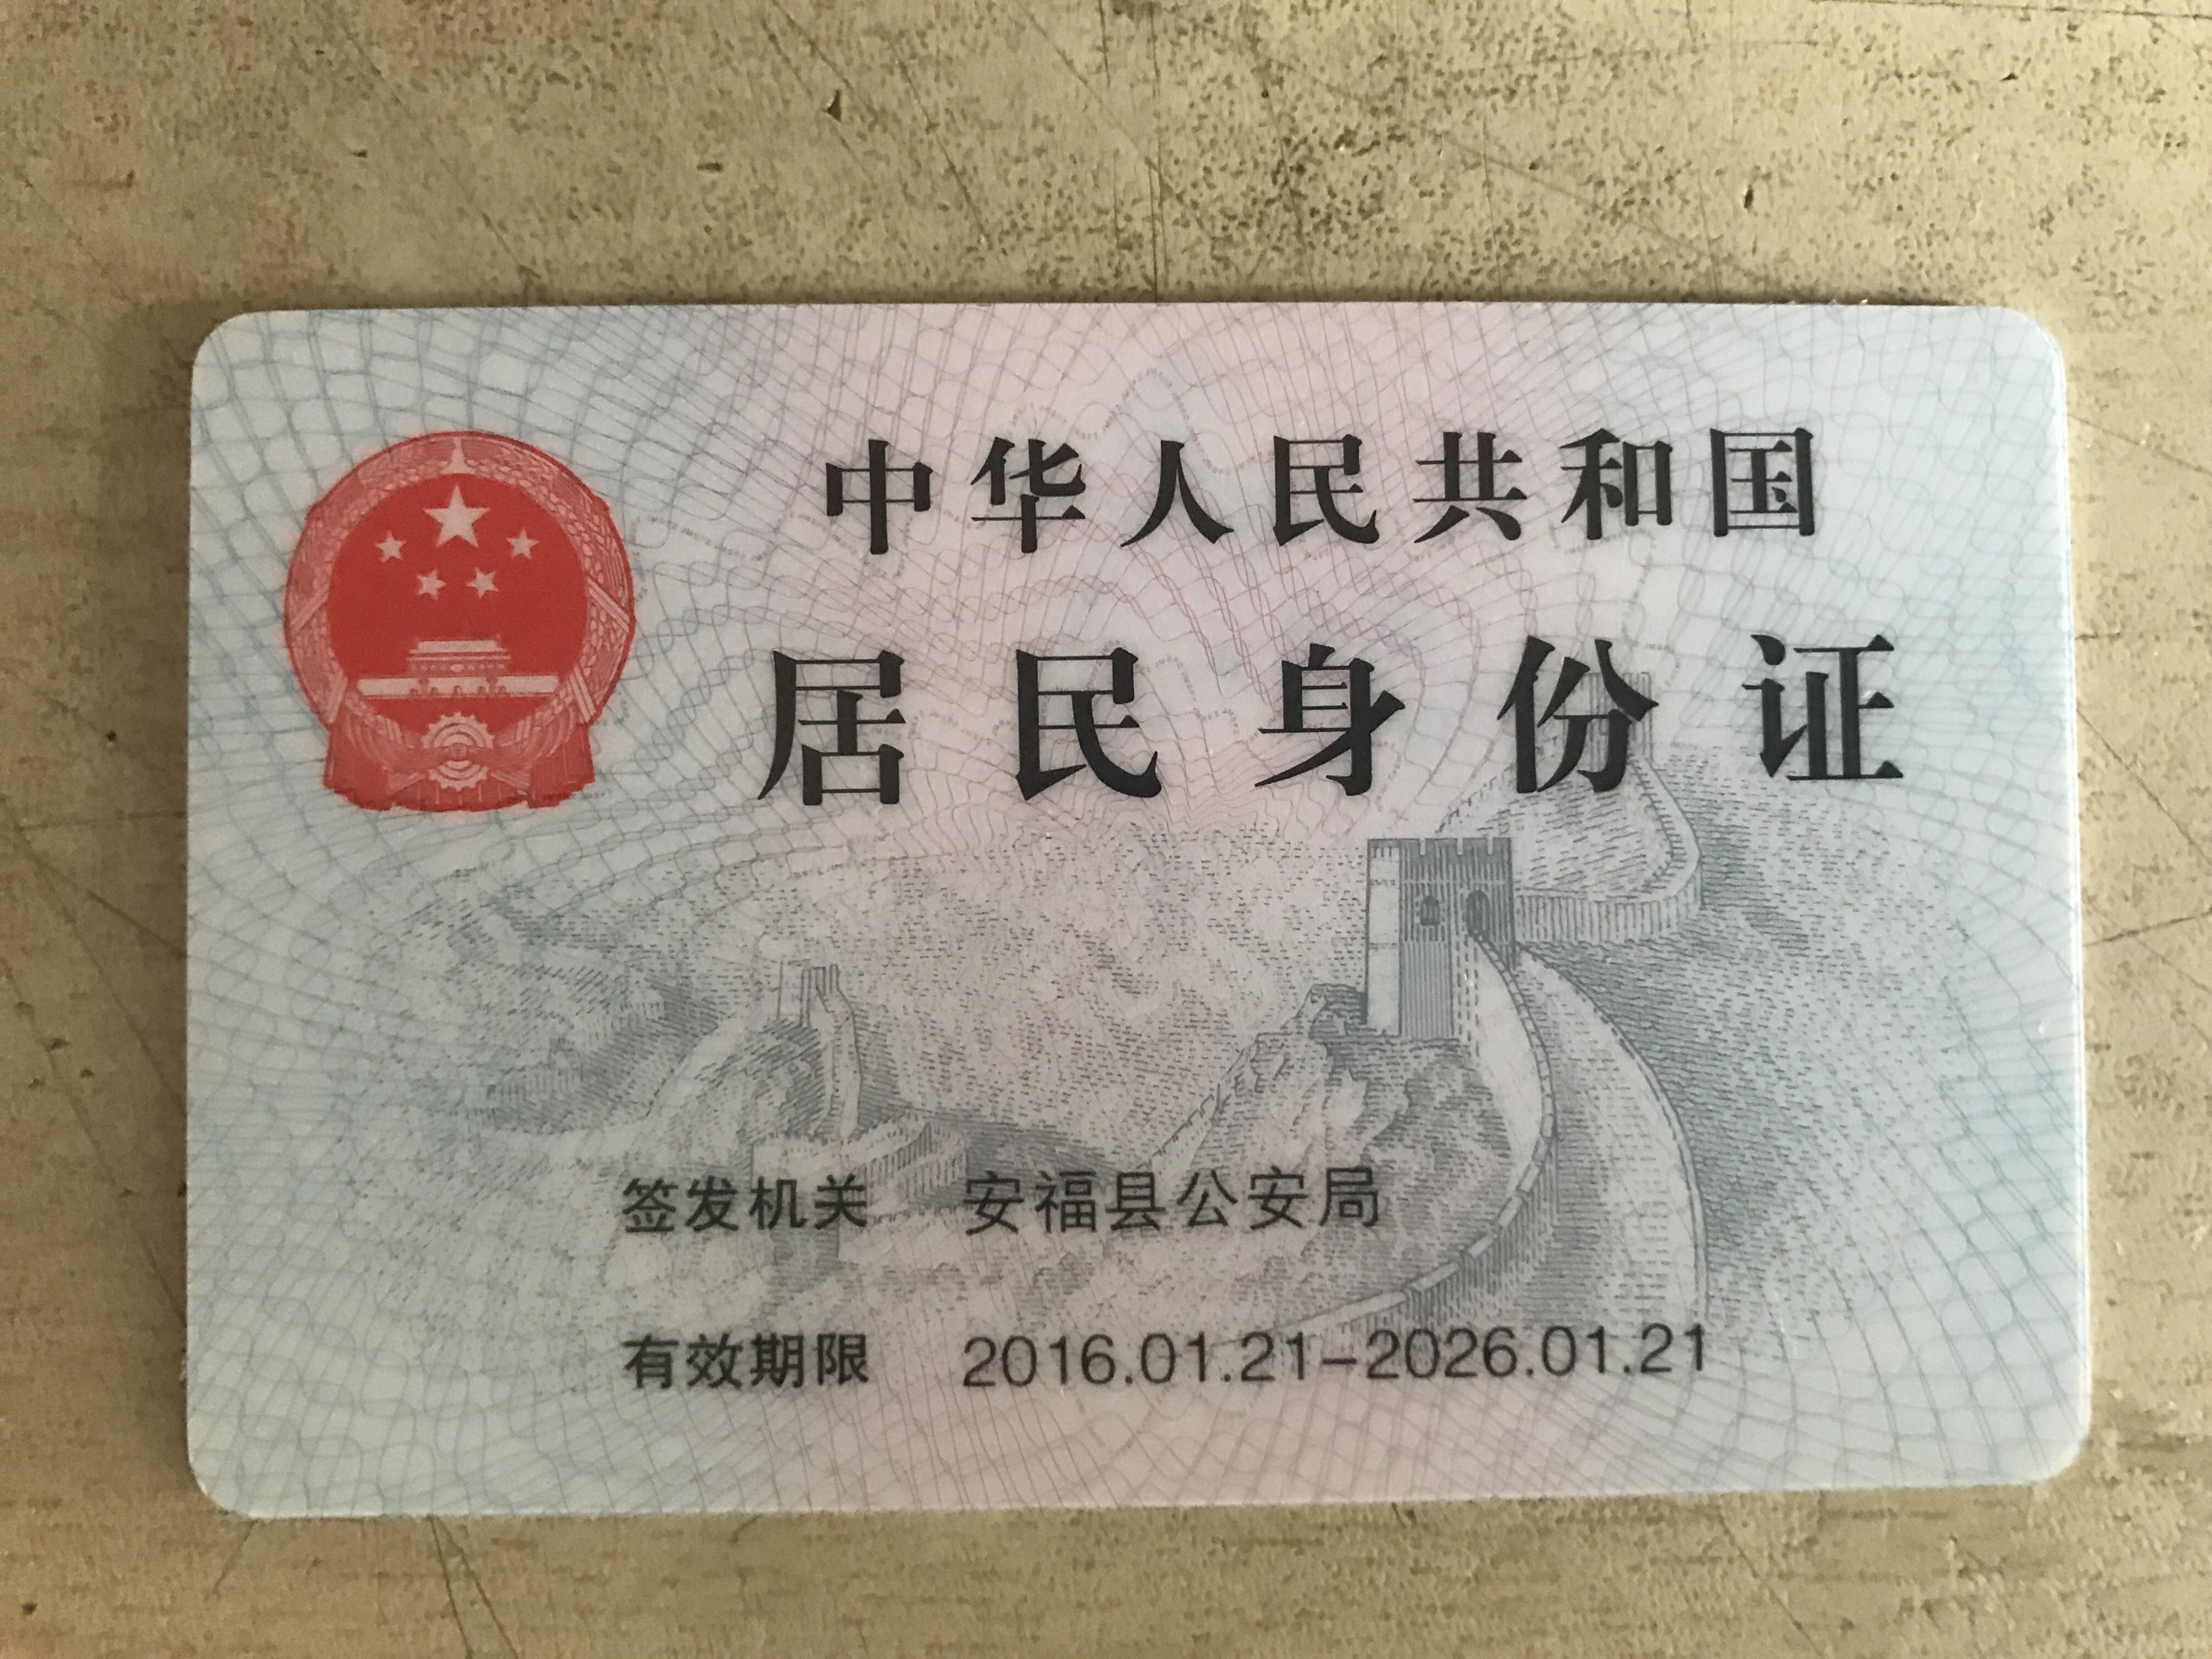 中华人民共和国
居民身份证
签发机关 安福县公安局
有效期限 2016.01.21-2026.01.21